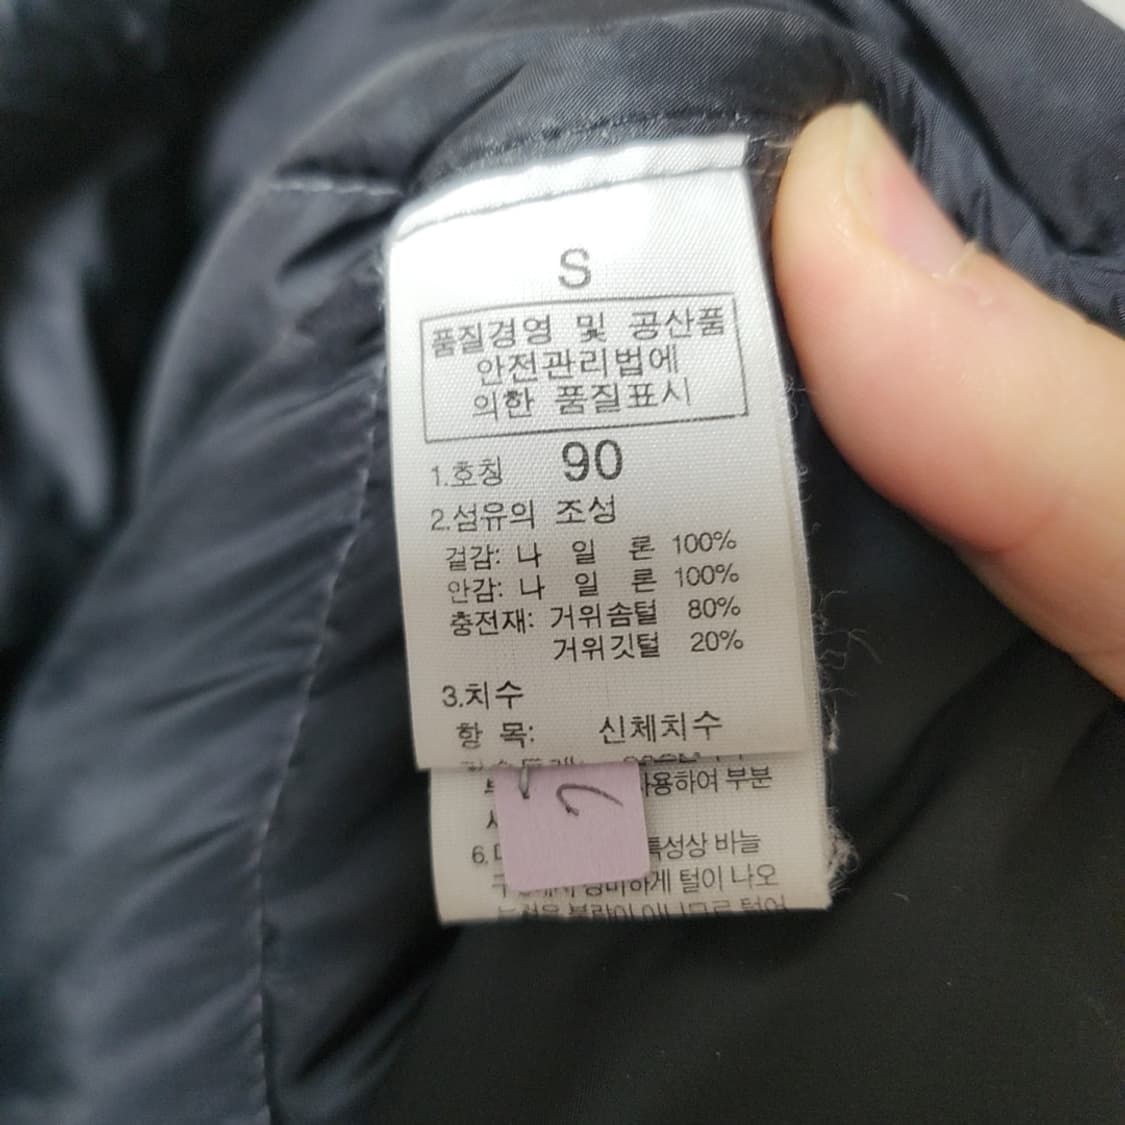 S
품질경영 및 공산품
안전관리법에
의한 품질표시
1.호칭 90
2.섬유의 조성
겉감: 나 일 론 100%
안감: 나 일 론 100%
충전재: 거위솜털 80%
거위깃털 20%
3.치수
항 목: 신체치수
사용하여 부분
6.
특성상 바늘
털이 나오